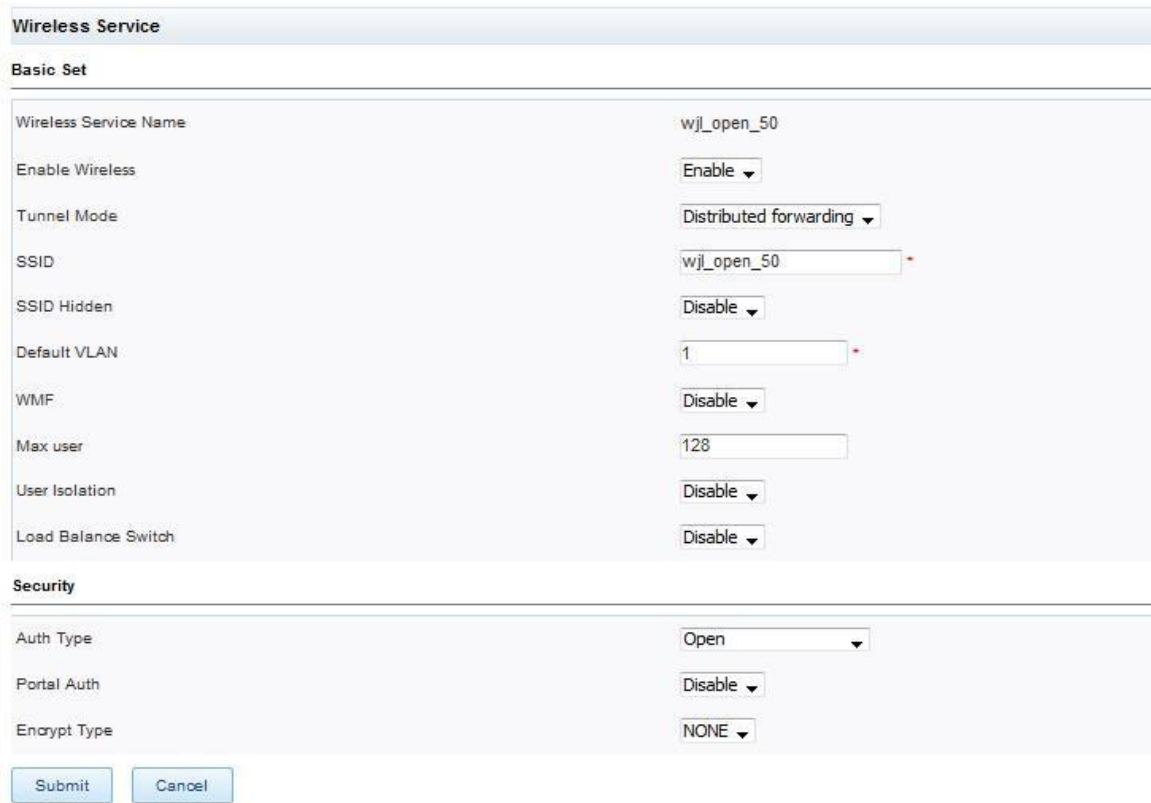 Wireless Service
Basic Set
Wireless Service Name wjl_open_50
Enable Wireless Enable
Tunnel Mode Distributed forwarding
SSID wjl_open_50 *
SSID Hidden Disable
Default VLAN 1 *
WMF Disable
Max user 128
User Isolation Disable
Load Balance Switch Disable
Security
Auth Type Open
Portal Auth Disable
Encrypt Type NONE
Submit Cancel